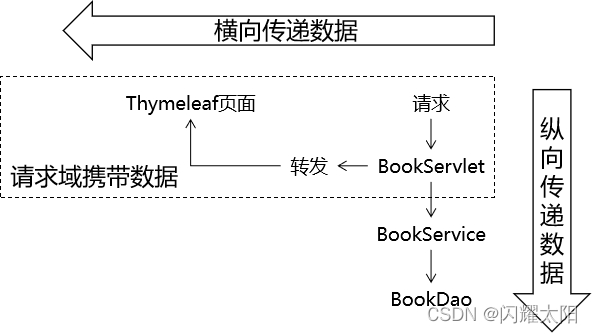 横向传递数据
Thymeleaf页面
请求
纵向传递数据
转发
BookServlet
请求域携带数据
BookService
BookDao
CSDN @闪耀太阳